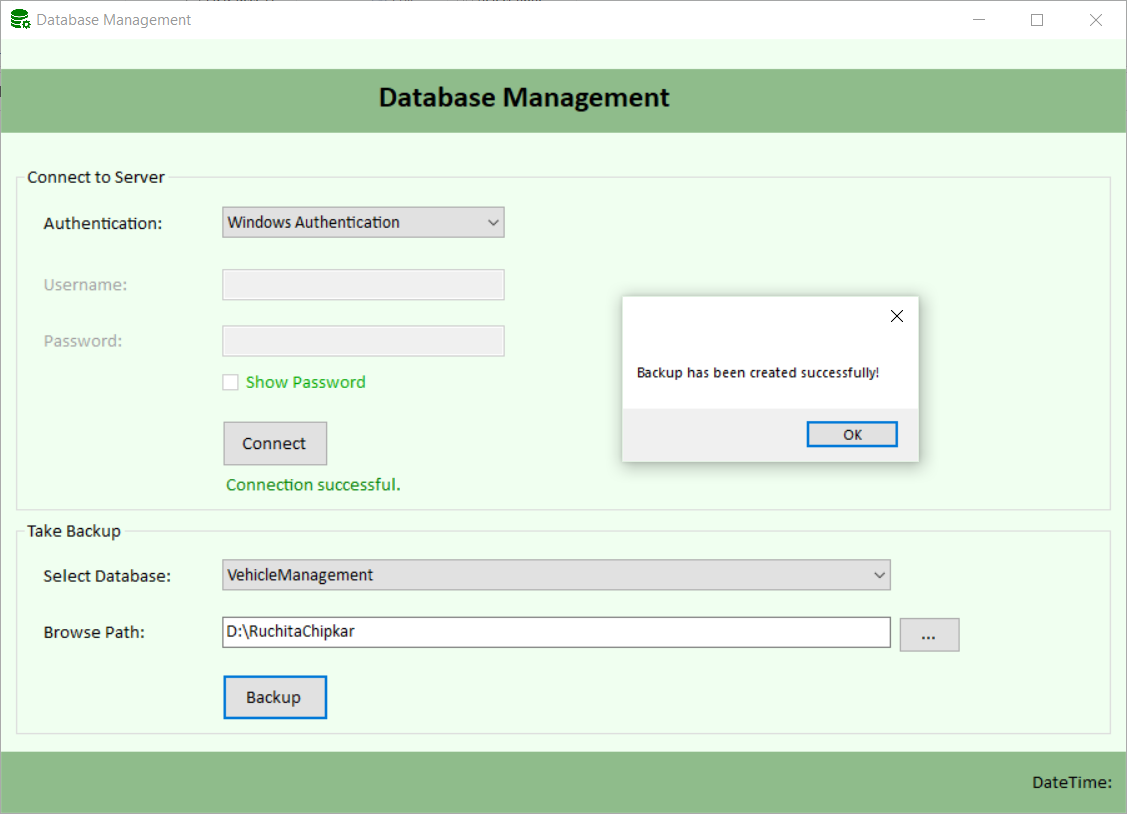 Database Management
Database Management
Connect to Server
Authentication: Windows Authentication
Username:
Password:
Show Password
Connect
Connection successful.
Backup has been created successfully!
OK
Take Backup
Select Database: VehicleManagement
Browse Path: D:\RuchitaChipkar ...
Backup
DateTime: